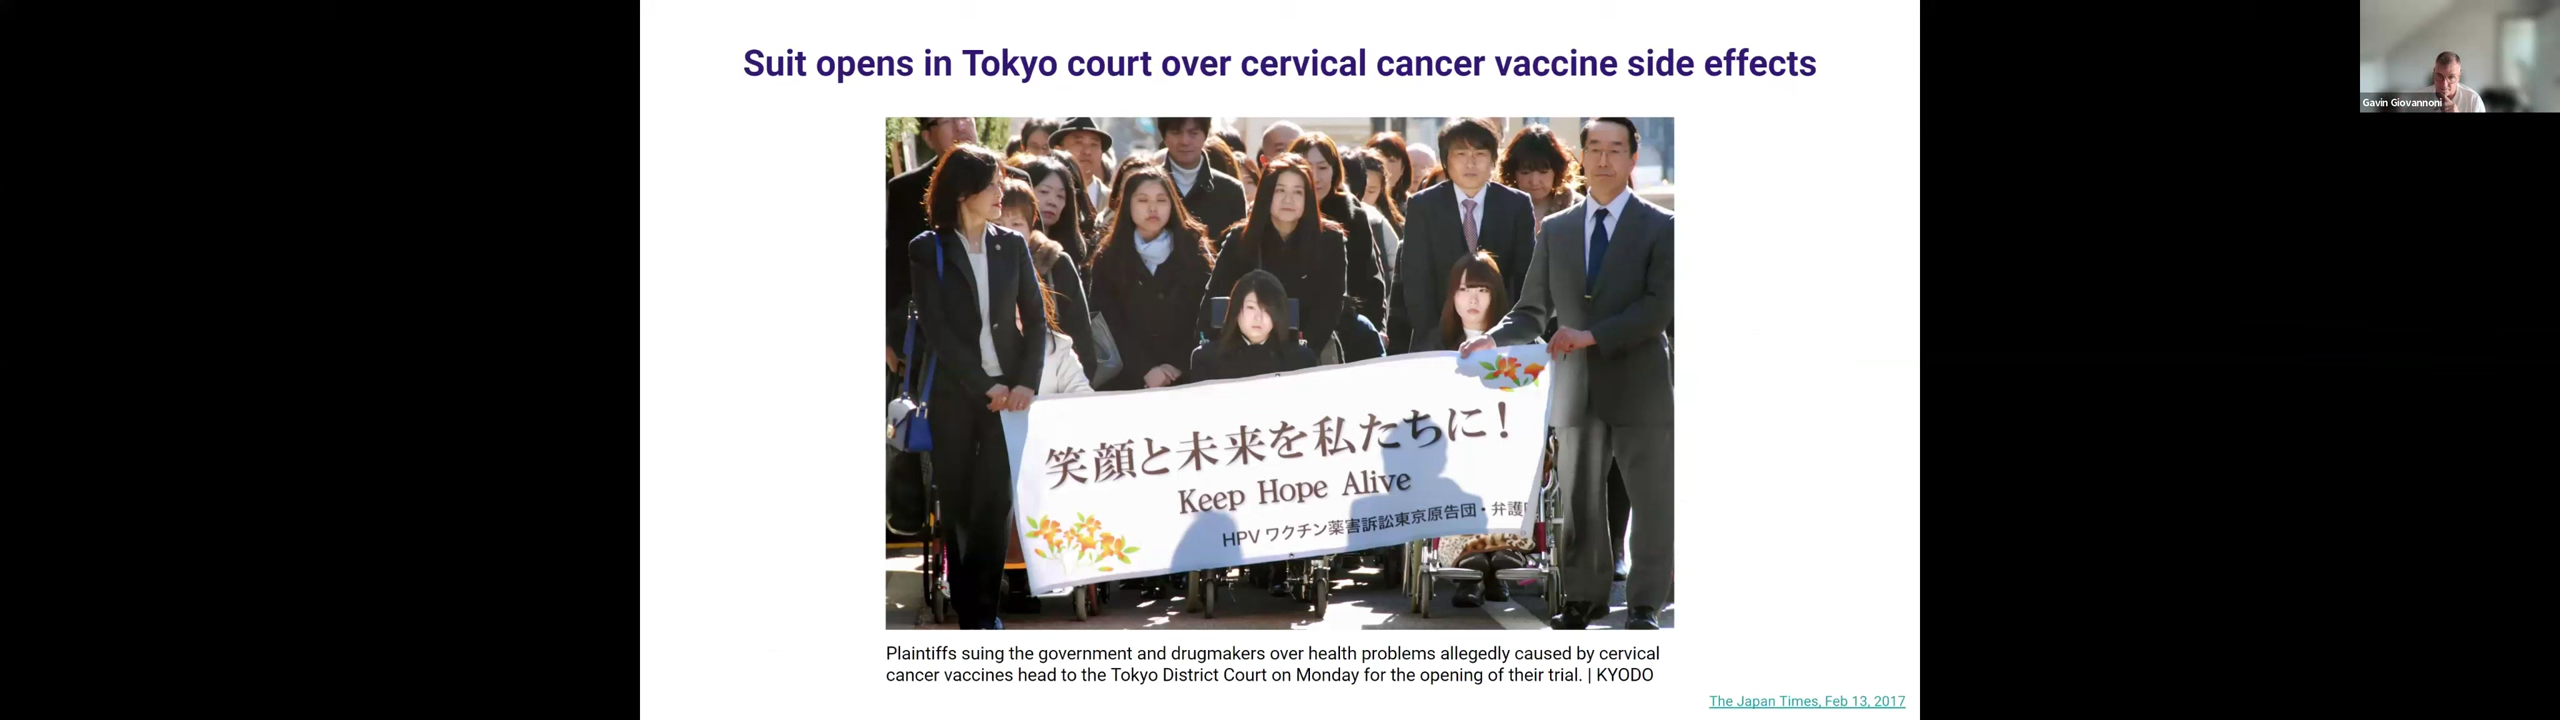 Suit opens in Tokyo court over cervical cancer vaccine side effects
Gavin Giovannoni
笑顔と未来を私たちに!
Keep Hope Alive
HPV ワクチン薬害訴訟東京原告団・弁護
Plaintiffs suing the government and drugmakers over health problems allegedly caused by cervical
cancer vaccines head to the Tokyo District Court on Monday for the opening of their trial. | KYODO
The Japan Times, Feb 13, 2017